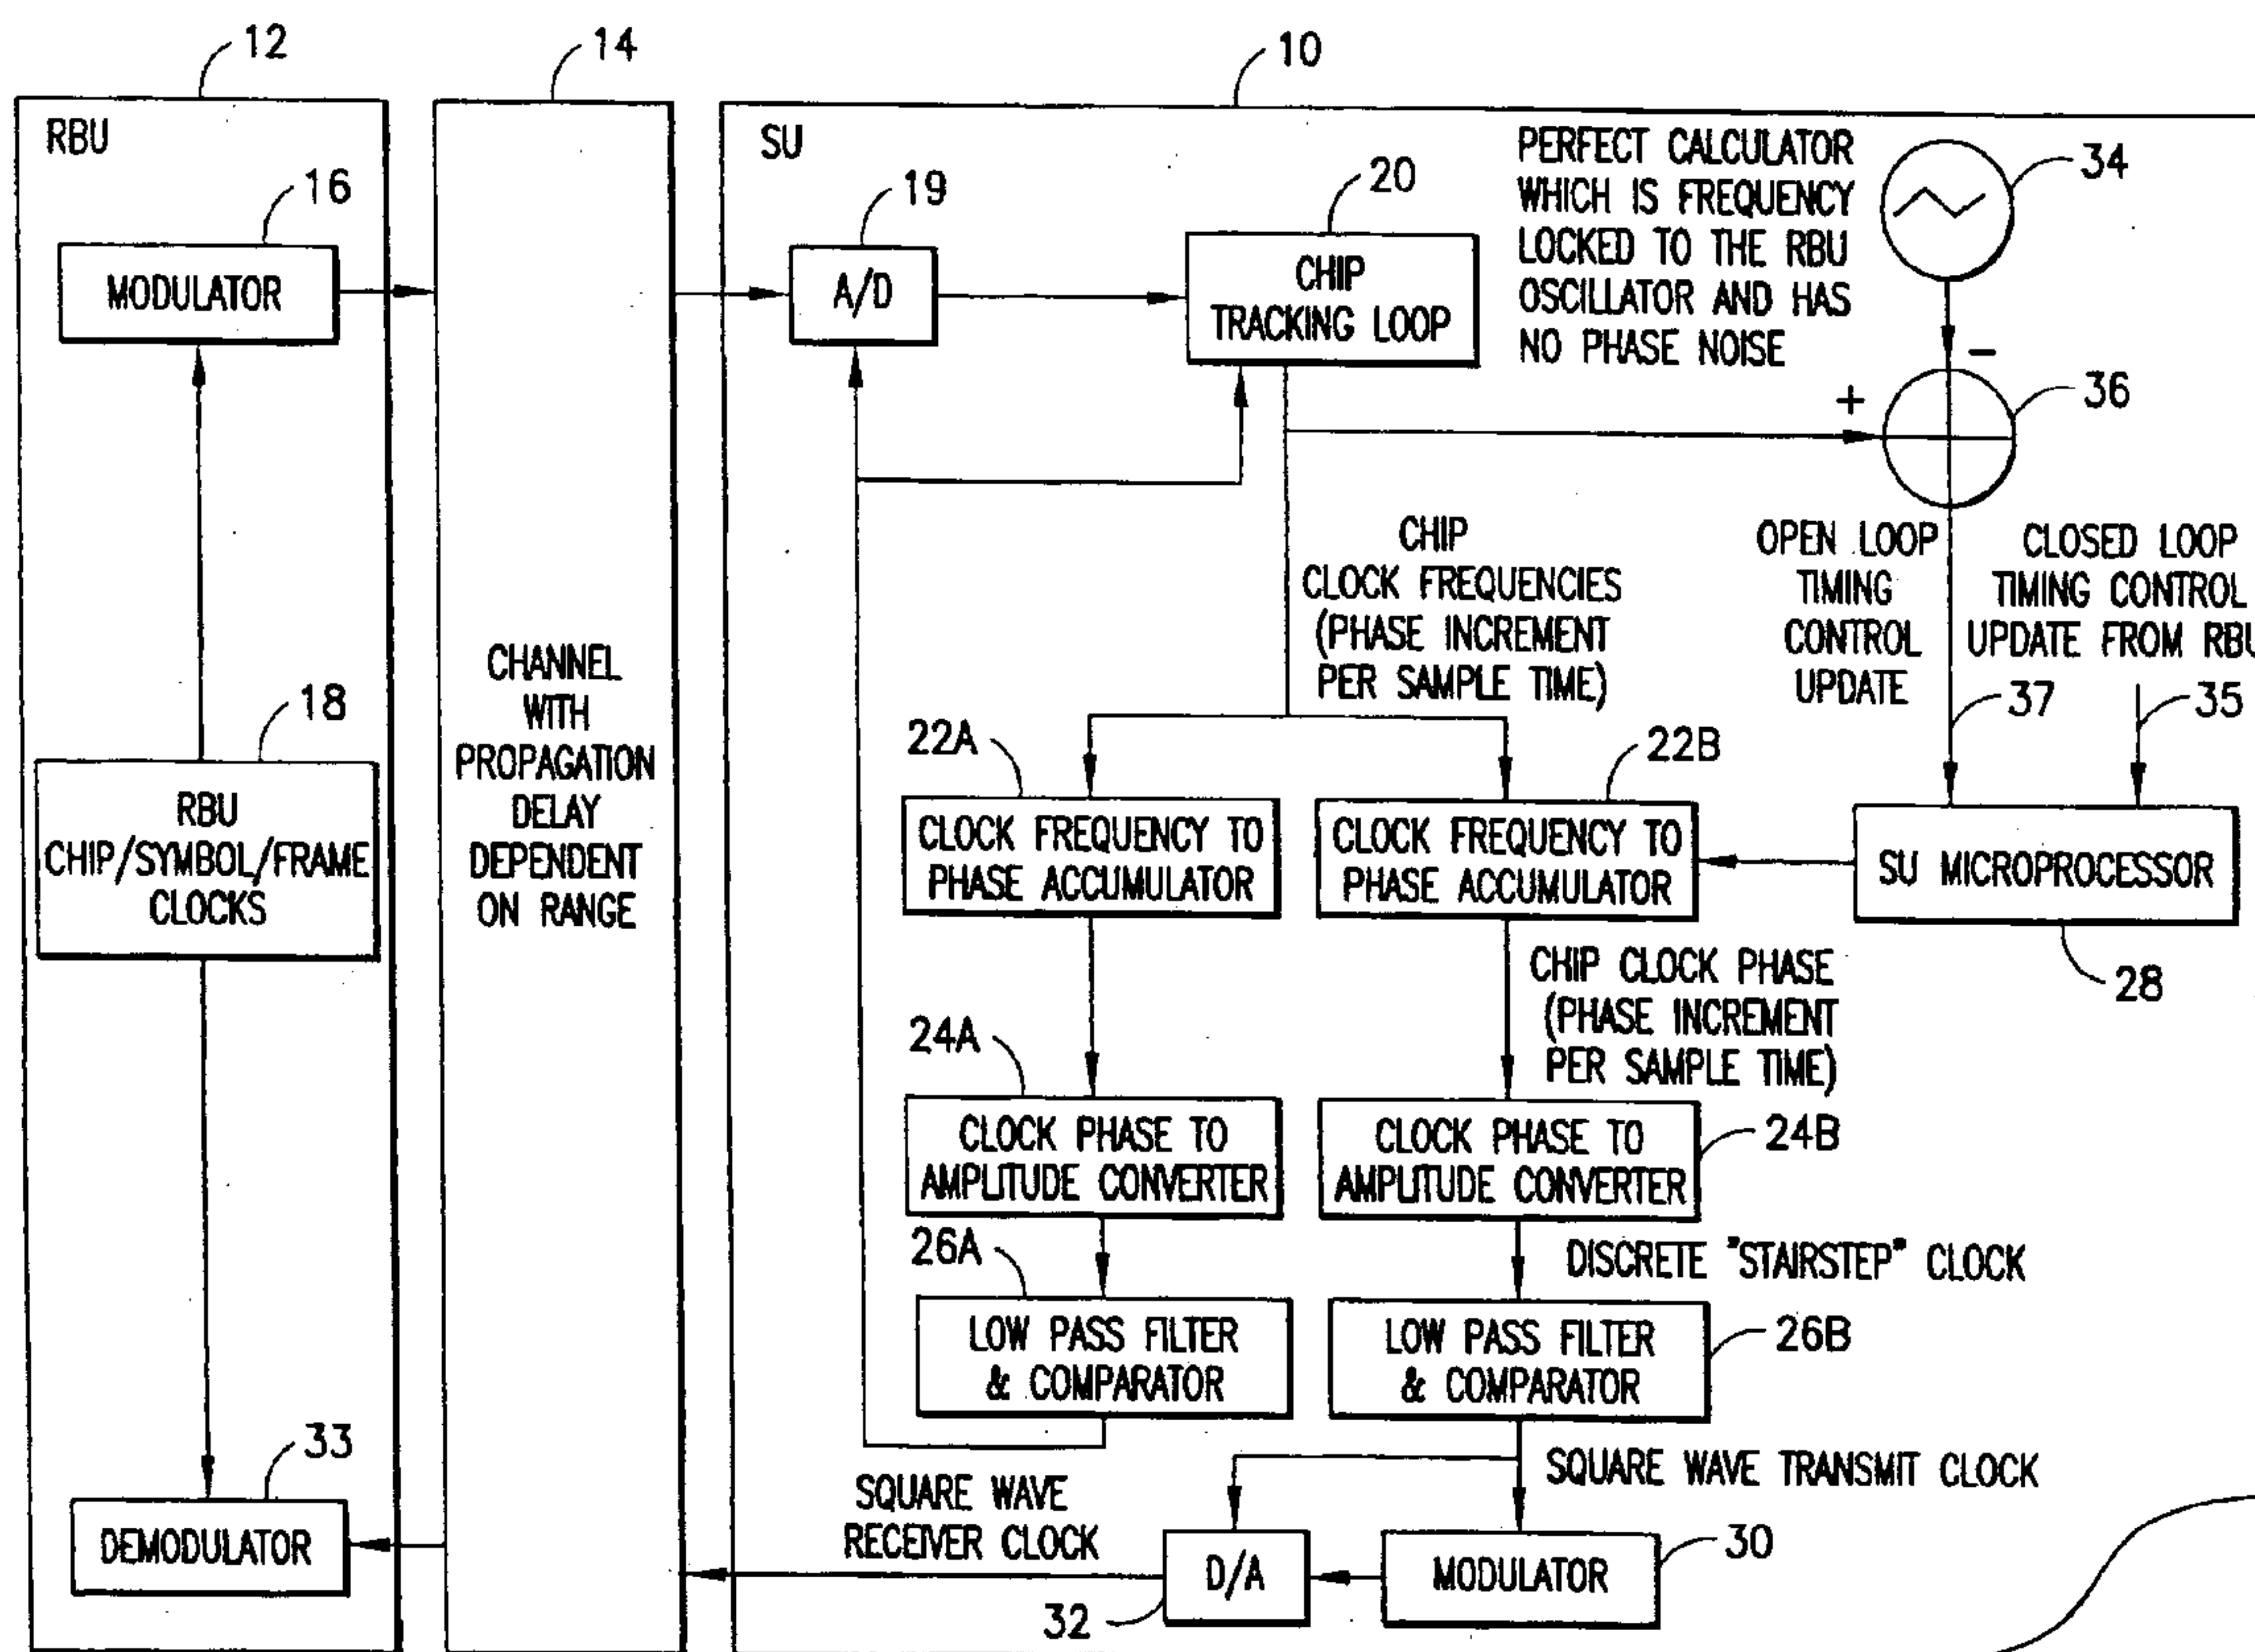 12
14
10
RBU
SU
PERFECT CALCULATOR
WHICH IS FREQUENCY
LOCKED TO THE RBU
OSCILLATOR AND HAS
NO PHASE NOISE
34
16
19
20
MODULATOR
A/D
CHIP
TRACKING LOOP
-
+
36
CHIP
CLOCK FREQUENCIES
(PHASE INCREMENT
PER SAMPLE TIME)
OPEN LOOP
TIMING
CONTROL
UPDATE
CLOSED LOOP
TIMING CONTROL
UPDATE FROM RBU
37
35
18
RBU
CHIP/SYMBOL/FRAME
CLOCKS
CHANNEL
WITH
PROPAGATION
DELAY
DEPENDENT
ON RANGE
22A
22B
CLOCK FREQUENCY TO
PHASE ACCUMULATOR
CLOCK FREQUENCY TO
PHASE ACCUMULATOR
SU MICROPROCESSOR
28
CHIP CLOCK PHASE
(PHASE INCREMENT
PER SAMPLE TIME)
24A
CLOCK PHASE TO
AMPLITUDE CONVERTER
CLOCK PHASE TO
AMPLITUDE CONVERTER
24B
26A
DISCRETE "STAIRSTEP" CLOCK
LOW PASS FILTER
& COMPARATOR
LOW PASS FILTER
& COMPARATOR
26B
33
DEMODULATOR
SQUARE WAVE
RECEIVER CLOCK
SQUARE WAVE TRANSMIT CLOCK
D/A
32
MODULATOR
30